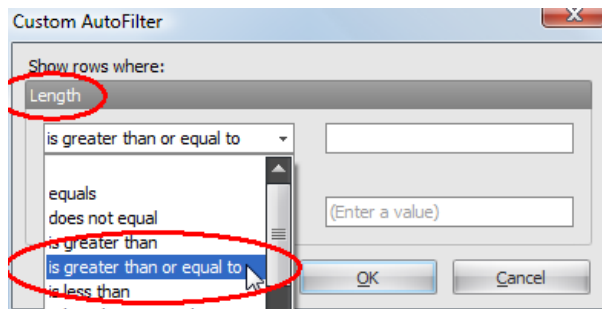 Custom AutoFilter
Show rows where:
Length
is greater than or equal to
equals
does not equal
(Enter a value)
is greater than
is greater than or equal to
is less than
OK
Cancel